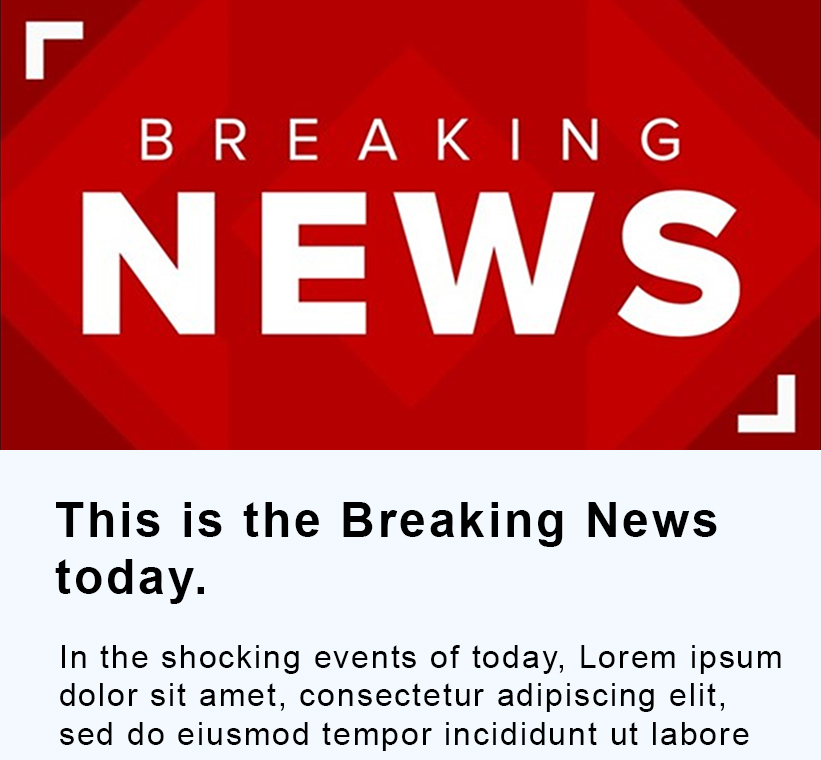 BREAKING
NEWS
This is the Breaking News
today.
In the shocking events of today, Lorem ipsum
dolor sit amet, consectetur adipiscing elit,
sed do eiusmod tempor incididunt ut labore